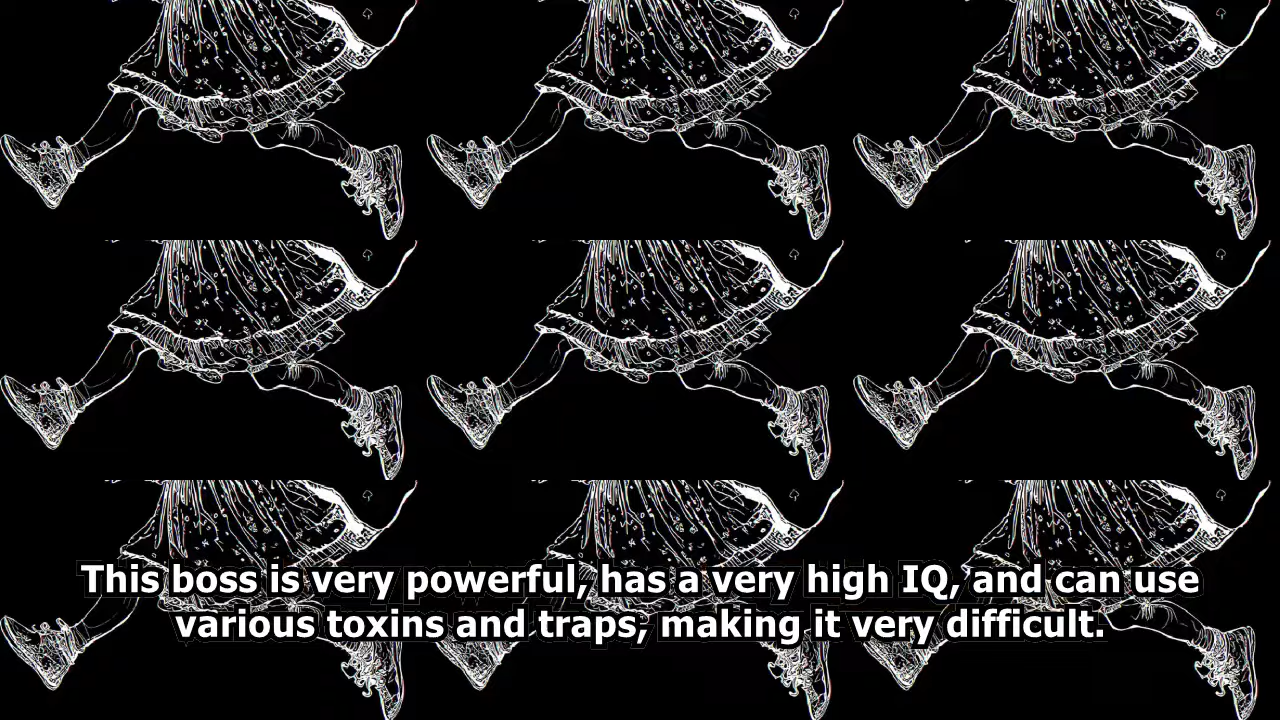 This boss is very powerful, has a very high IQ, and can use
various toxins and traps, making it very difficult.